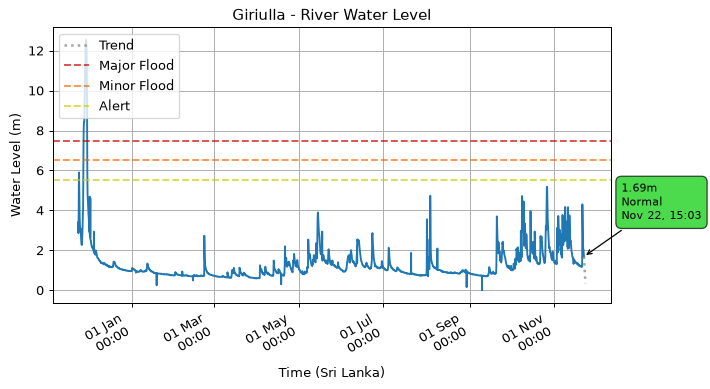 Giriulla - River Water Level
Trend
Major Flood
Minor Flood
Alert
12
10
8
6
4
2
0
Water Level (m)
1.69m
Normal
Nov 22, 15:03
01 Jan
00:00
01 Mar
00:00
01 May
00:00
01 Jul
00:00
01 Sep
00:00
01 Nov
00:00
Time (Sri Lanka)